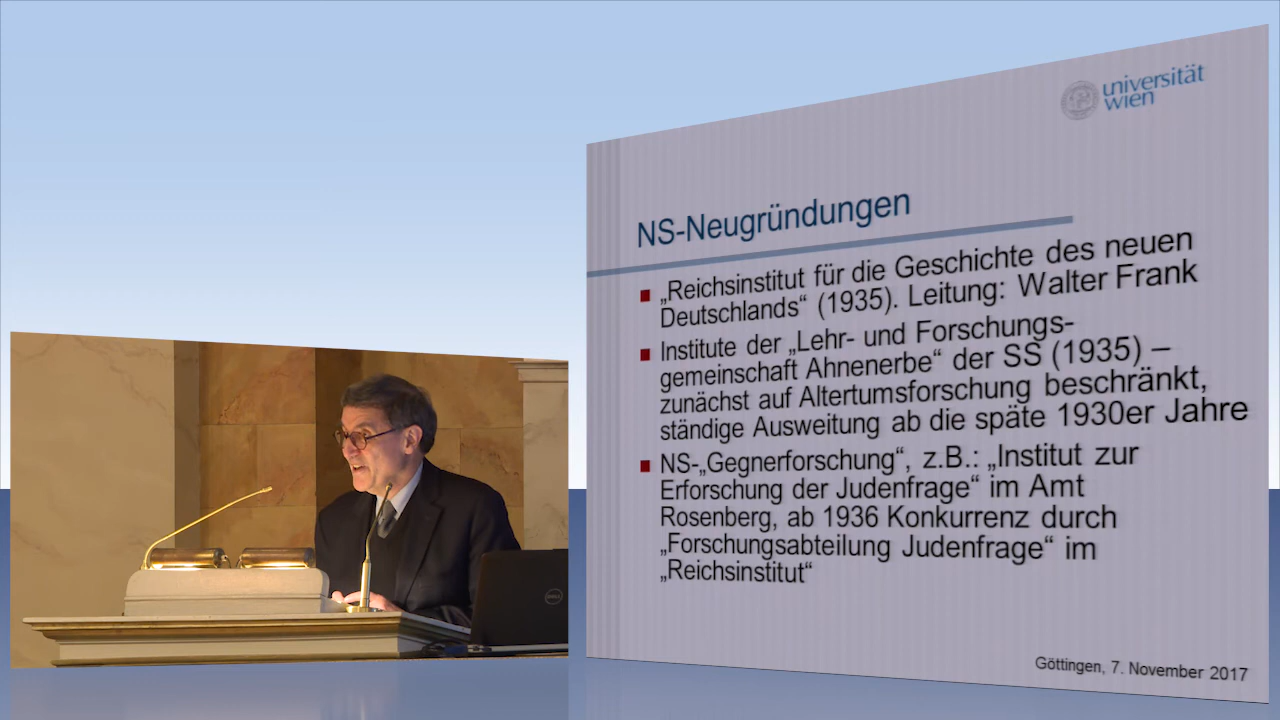 universität
wien
NS-Neugründungen
„Reichsinstitut für die Geschichte des neuen
Deutschlands“ (1935). Leitung: Walter Frank
Institute der „Lehr- und Forschungs-
gemeinschaft Ahnenerbe“ der SS (1935) –
zunächst auf Altertumsforschung beschränkt,
ständige Ausweitung ab die späte 1930er Jahre
NS-„Gegnerforschung“, z.B.: „Institut zur
Erforschung der Judenfrage“ im Amt
Rosenberg, ab 1936 Konkurrenz durch
„Forschungsabteilung Judenfrage“ im
„Reichsinstitut“
Göttingen, 7. November 2017
DELL